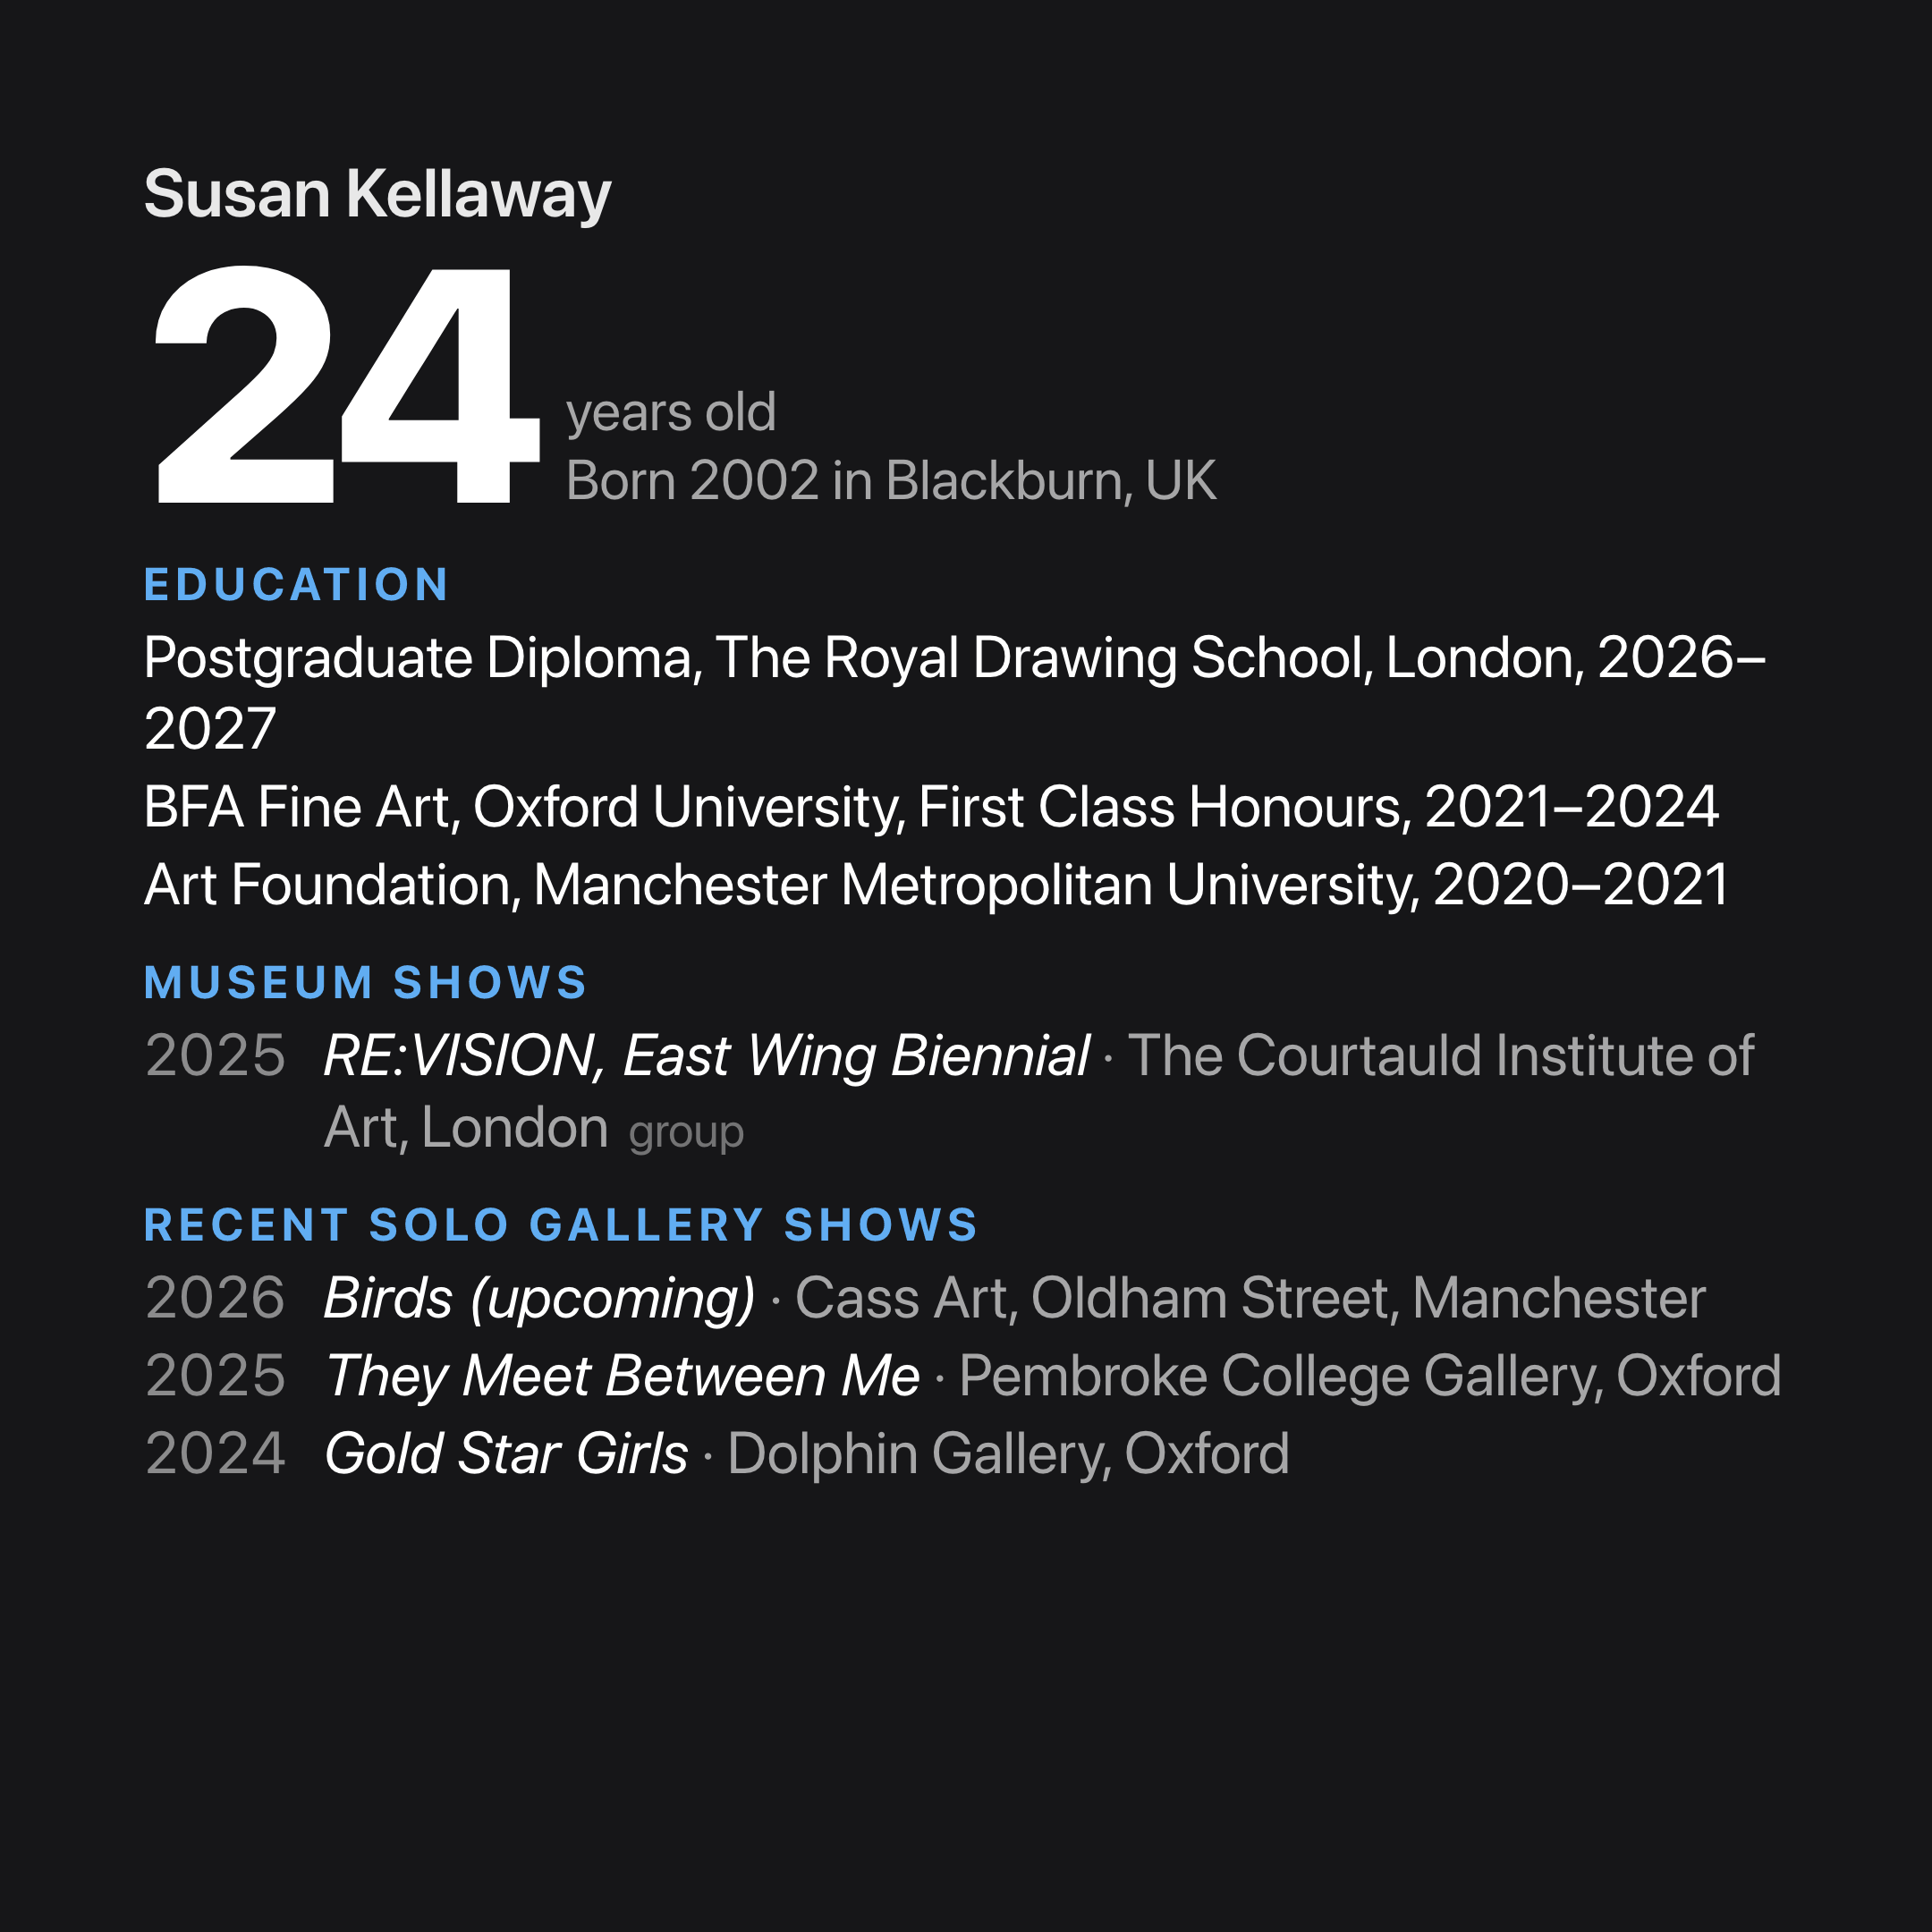 Susan Kellaway
24
years old
Born 2002 in Blackburn, UK
EDUCATION
Postgraduate Diploma, The Royal Drawing School, London, 2026–
2027
BFA Fine Art, Oxford University, First Class Honours, 2021–2024
Art Foundation, Manchester Metropolitan University, 2020–2021
MUSEUM SHOWS
2025 RE:VISION, East Wing Biennial · The Courtauld Institute of
Art, London group
RECENT SOLO GALLERY SHOWS
2026 Birds (upcoming) · Cass Art, Oldham Street, Manchester
2025 They Meet Between Me · Pembroke College Gallery, Oxford
2024 Gold Star Girls · Dolphin Gallery, Oxford